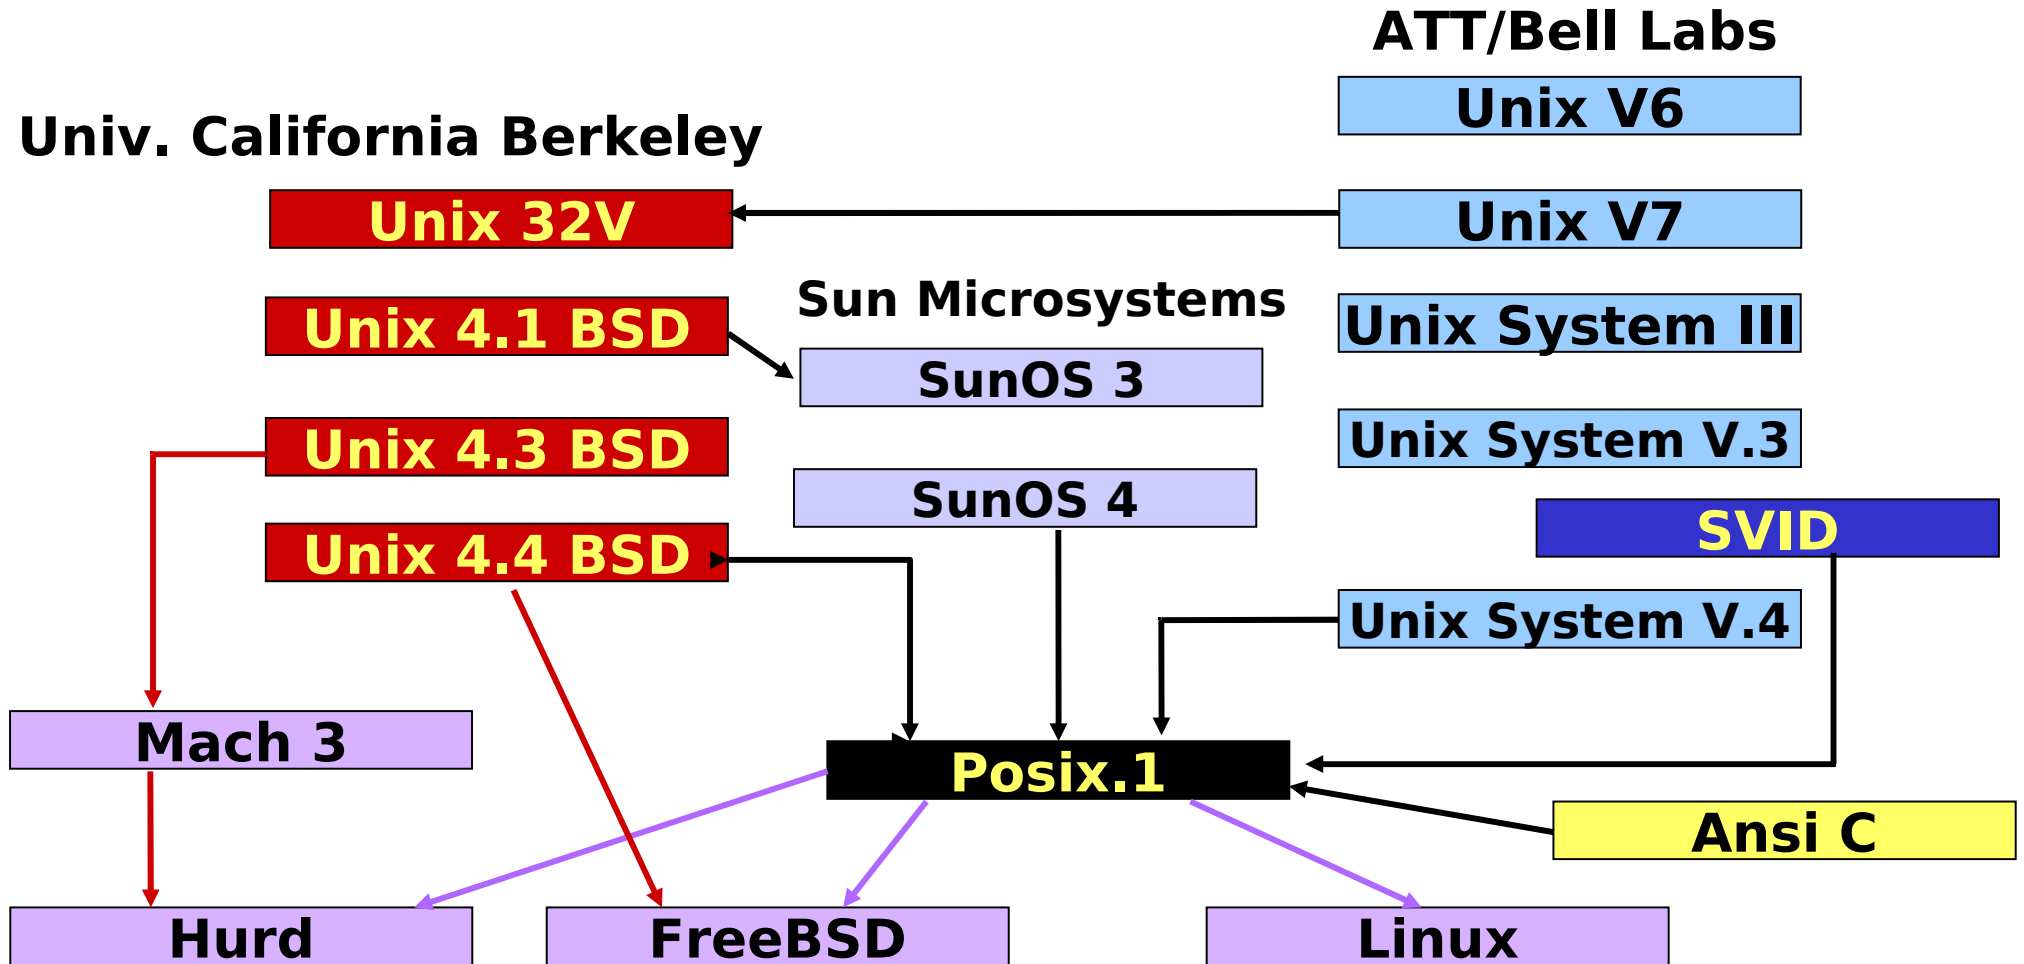 ATT/Bell Labs
Unix V6
Univ. California Berkeley
Unix 32V
Unix V7
Sun Microsystems
Unix 4.1 BSD
Unix System III
SunOS 3
Unix 4.3 BSD
Unix System V.3
SunOS 4
SVID
Unix 4.4 BSD
Unix System V.4
Mach 3
Posix.1
Ansi C
Hurd
FreeBSD
Linux